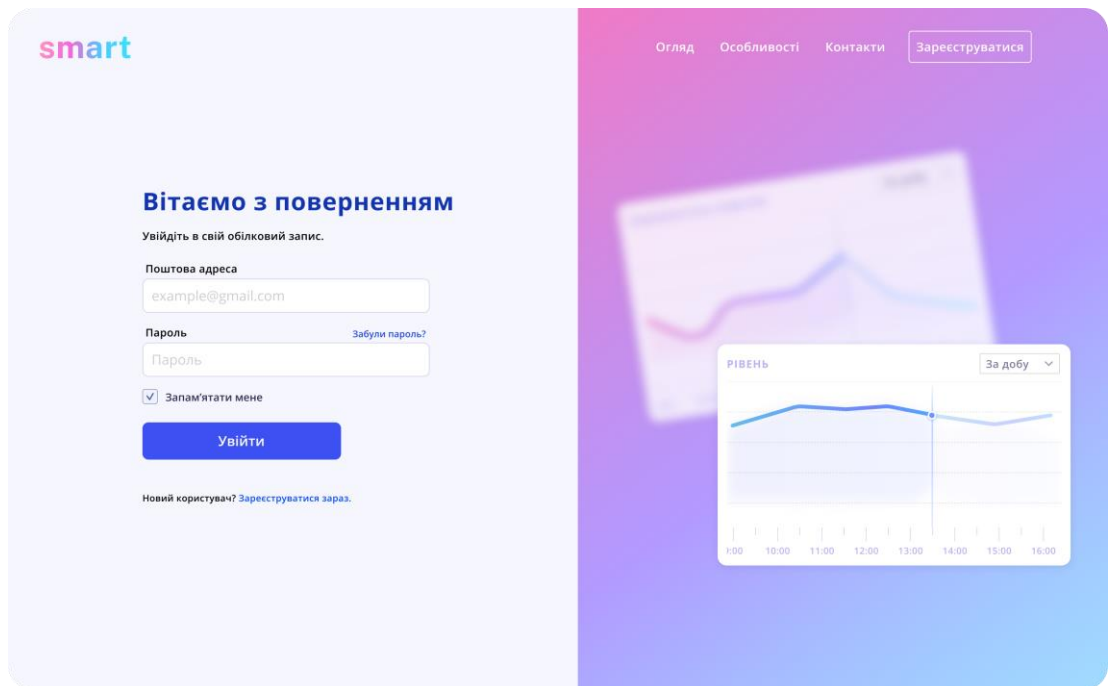 smart
Огляд Особливості Контакти Зареєструватися
Вітаємо з поверненням
Увійдіть в свій обілковий запис.
Поштова адреса
example@gmail.com
Пароль Забули пароль?
Пароль
Запам'ятати мене
Увійти
Новий користувач? Зареєструватися зараз.
РІВЕНЬ За добу
:00 10:00 11:00 12:00 13:00 14:00 15:00 16:00